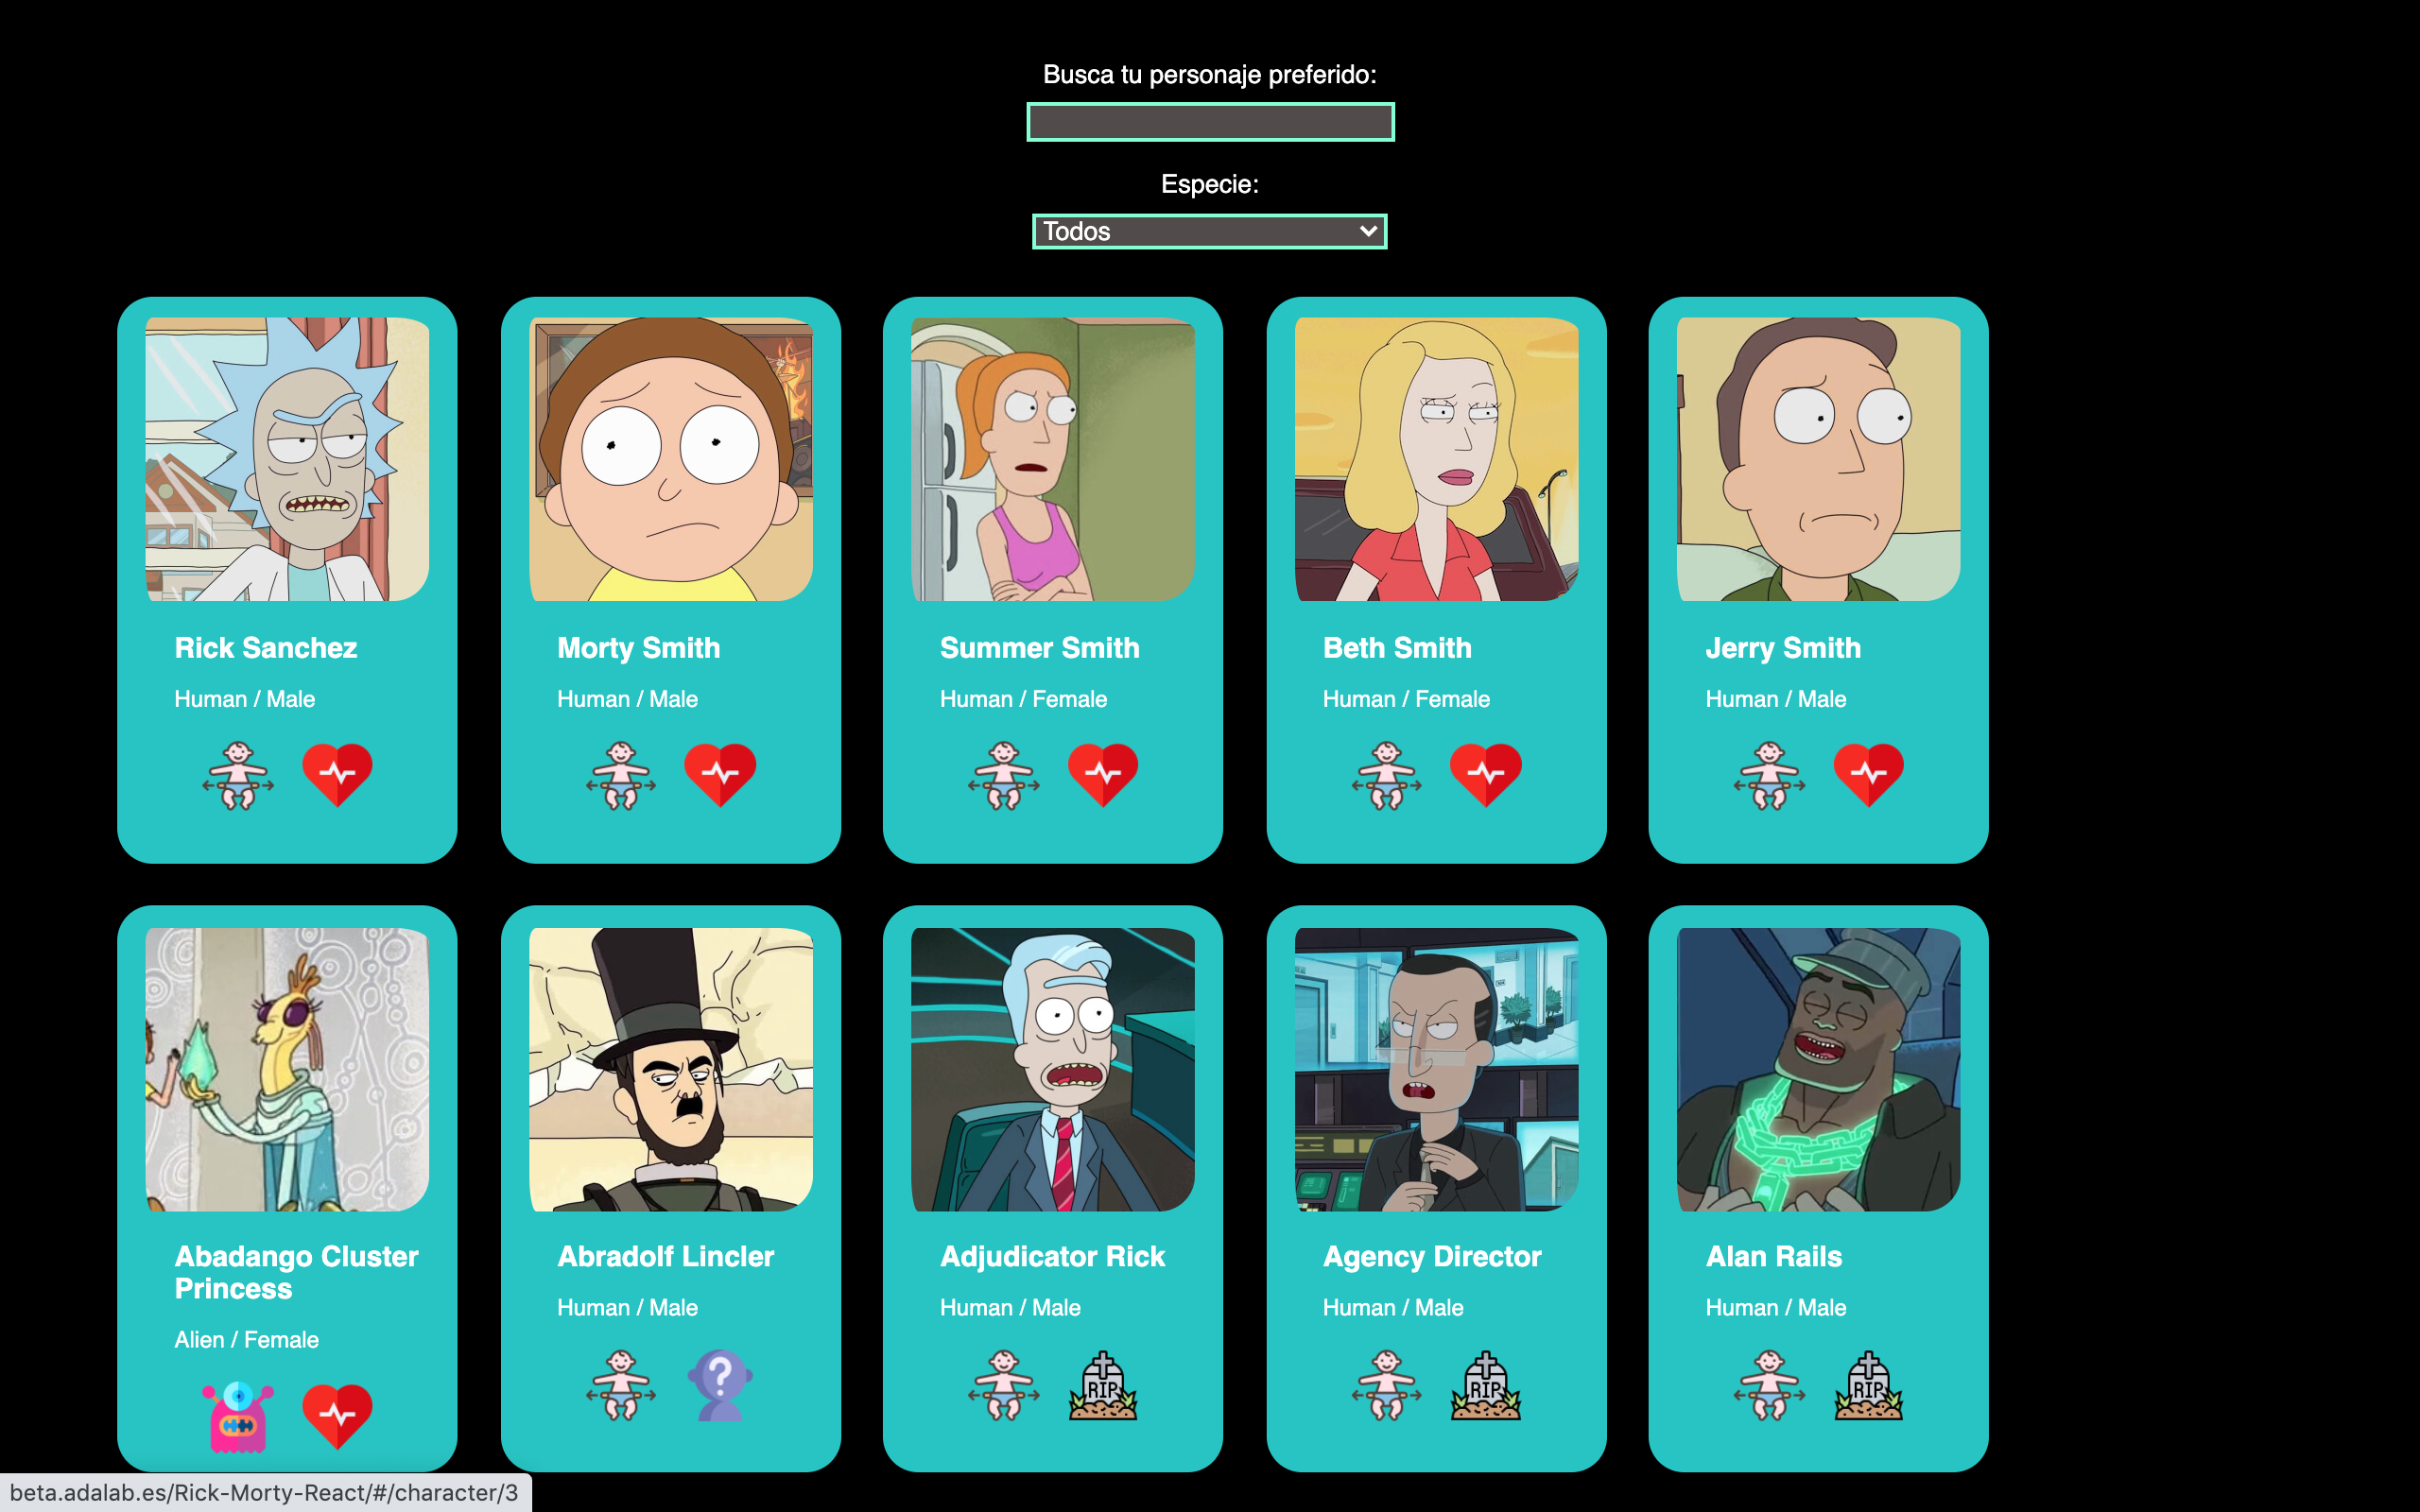 Busca tu personaje preferido:
Especie:
Todos
Rick Sanchez
Human / Male
Morty Smith
Human / Male
Summer Smith
Human / Female
Beth Smith
Human / Female
Jerry Smith
Human / Male
Abadango Cluster
Princess
Alien / Female
Abradolf Lincler
Human / Male
?
Adjudicator Rick
Human / Male
RIP
Agency Director
Human / Male
RIP
Alan Rails
Human / Male
RIP
beta.adalab.es/Rick-Morty-React/#/character/3